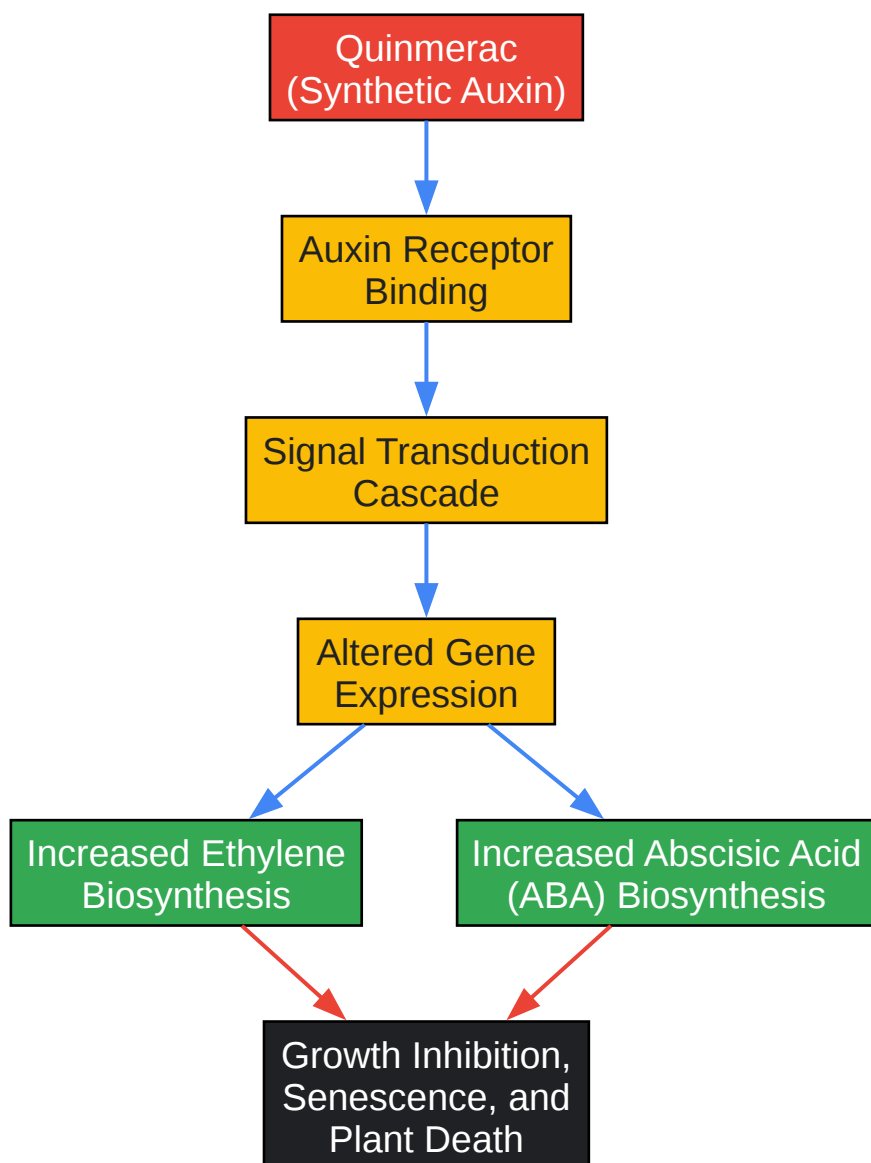 Quinmerac
(Synthetic Auxin)
Auxin Receptor
Binding
Signal Transduction
Cascade
Altered Gene
Expression
Increased Ethylene
Biosynthesis
Increased Abscisic Acid
(ABA) Biosynthesis
Growth Inhibition,
Senescence, and
Plant Death